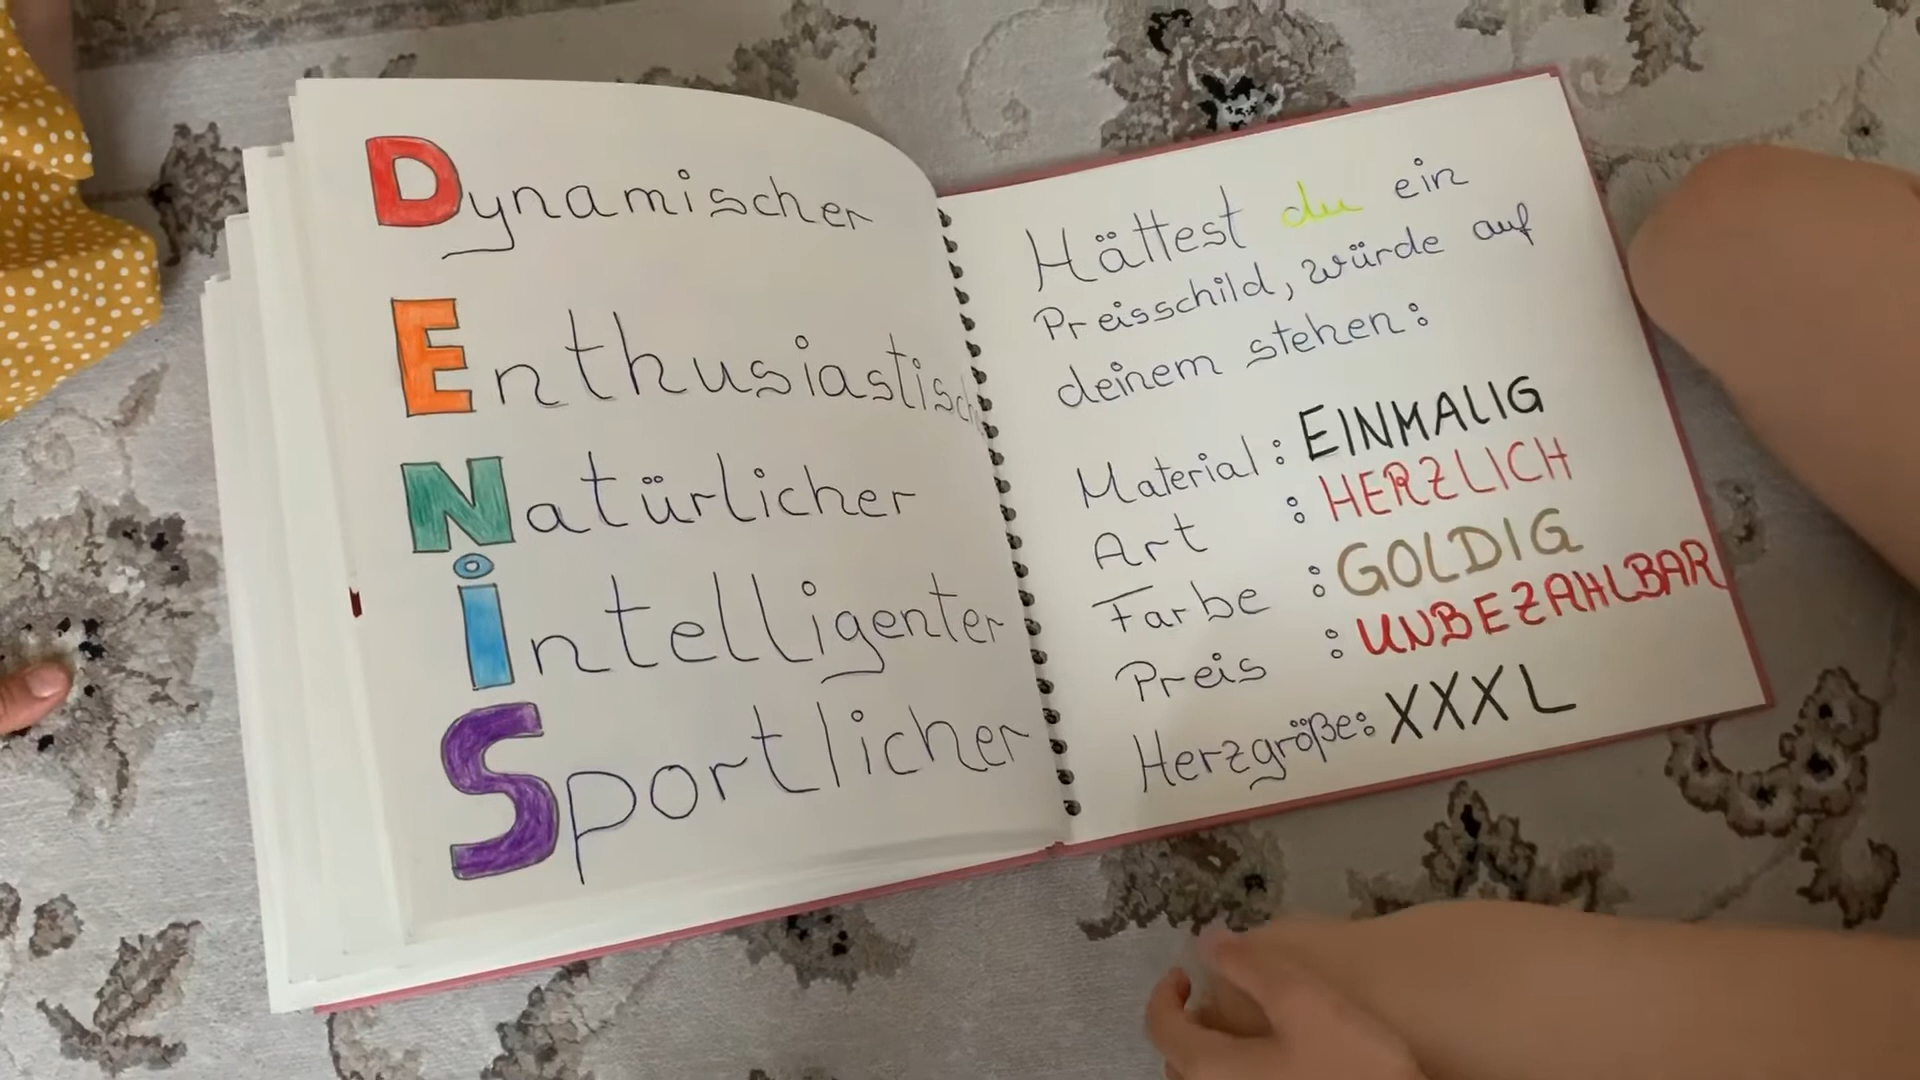 Dynamischer
Enthusiastisch
Natürlicher
intelligenter
Sportlicher
Hättest du ein
Preisschild, würde auf
deinem stehen:
Material: EINMALIG
Art : HERZLICH
Farbe : GOLDIG
Preis : UNBEZAHLBAR
Herzgröße: XXXL